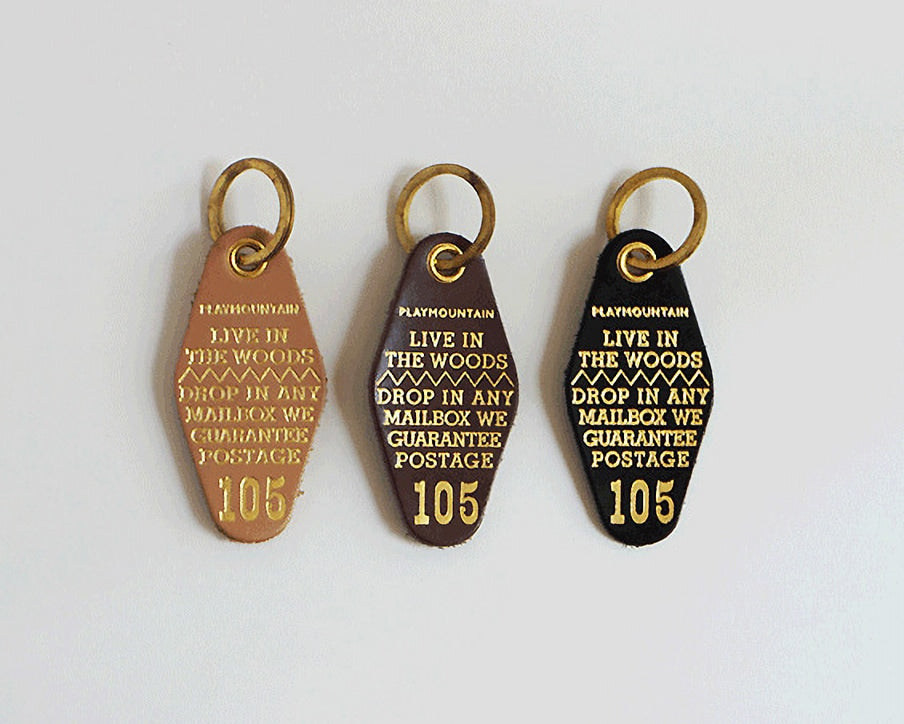 PLAYMOUNTAIN
LIVE IN
THE WOODS
DROP IN ANY
MAILBOX WE
GUARANTEE
POSTAGE
105
PLAYMOUNTAIN
LIVE IN
THE WOODS
DROP IN ANY
MAILBOX WE
GUARANTEE
POSTAGE
105
PLAYMOUNTAIN
LIVE IN
THE WOODS
DROP IN ANY
MAILBOX WE
GUARANTEE
POSTAGE
105